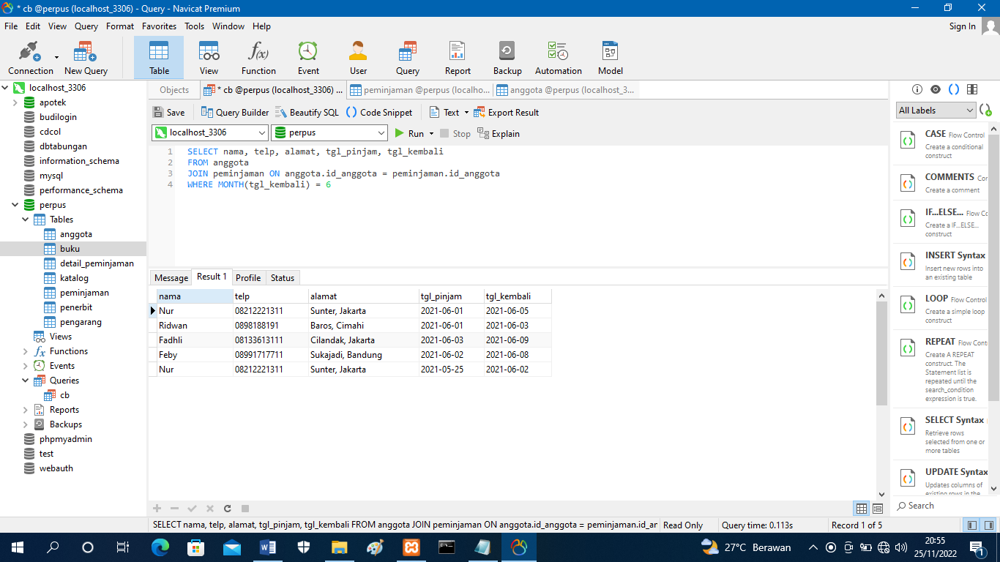 * cb @perpus (localhost_3306) - Query - Navicat Premium
File Edit View Query Format Favorites Tools Window Help
Sign In
Connection New Query Table View Function Event User Query Report Backup Automation Model
localhost_3306
apotek
budilogin
cdcol
dbtabungan
information_schema
mysql
performance_schema
perpus
Tables
anggota
buku
detail_peminjaman
katalog
peminjaman
penerbit
pengarang
Views
Functions
Events
Queries
cb
Reports
Backups
phpmyadmin
test
webauth
Objects * cb @perpus (localhost_3306) ... peminjaman @perpus (localho... anggota @perpus (localhost_3...
Save Query Builder Beautify SQL () Code Snippet Text Export Result
localhost_3306 perpus Run Stop Explain
1 SELECT nama, telp, alamat, tgl_pinjam, tgl_kembali
2 FROM anggota
3 JOIN peminjaman ON anggota.id_anggota = peminjaman.id_anggota
4 WHERE MONTH(tgl_kembali) = 6
Message Result 1 Profile Status
nama telp alamat tgl_pinjam tgl_kembali
Nur 08212221311 Sunter, Jakarta 2021-06-01 2021-06-05
Ridwan 0898188191 Baros, Cimahi 2021-06-01 2021-06-03
Fadhli 08133613111 Cilandak, Jakarta 2021-06-03 2021-06-09
Feby 08991717711 Sukajadi, Bandung 2021-06-02 2021-06-08
Nur 08212221311 Sunter, Jakarta 2021-05-25 2021-06-02
All Labels
CASE Flow Control
Create a conditional
construct
COMMENTS Cor
Create a comment
IF...ELSE... Flow Co
Create a IF...ELSE...
construct
INSERT Syntax
Insert new rows into
an existing table
LOOP Flow Control
Create a simple loop
construct
REPEAT Flow Cont
Create A REPEAT
construct. The
Statement list is
repeated until the
search_condition
expression is true.
SELECT Syntax
Retrieve rows
selected from one or
more tables
UPDATE Syntax
Updates columns of
existing rows in the
Search
SELECT nama, telp, alamat, tgl_pinjam, tgl_kembali FROM anggota JOIN peminjaman ON anggota.id_anggota = peminjaman.id_ar Read Only Query time: 0.113s Record 1 of 5
27°C Berawan
20:55
25/11/2022
1